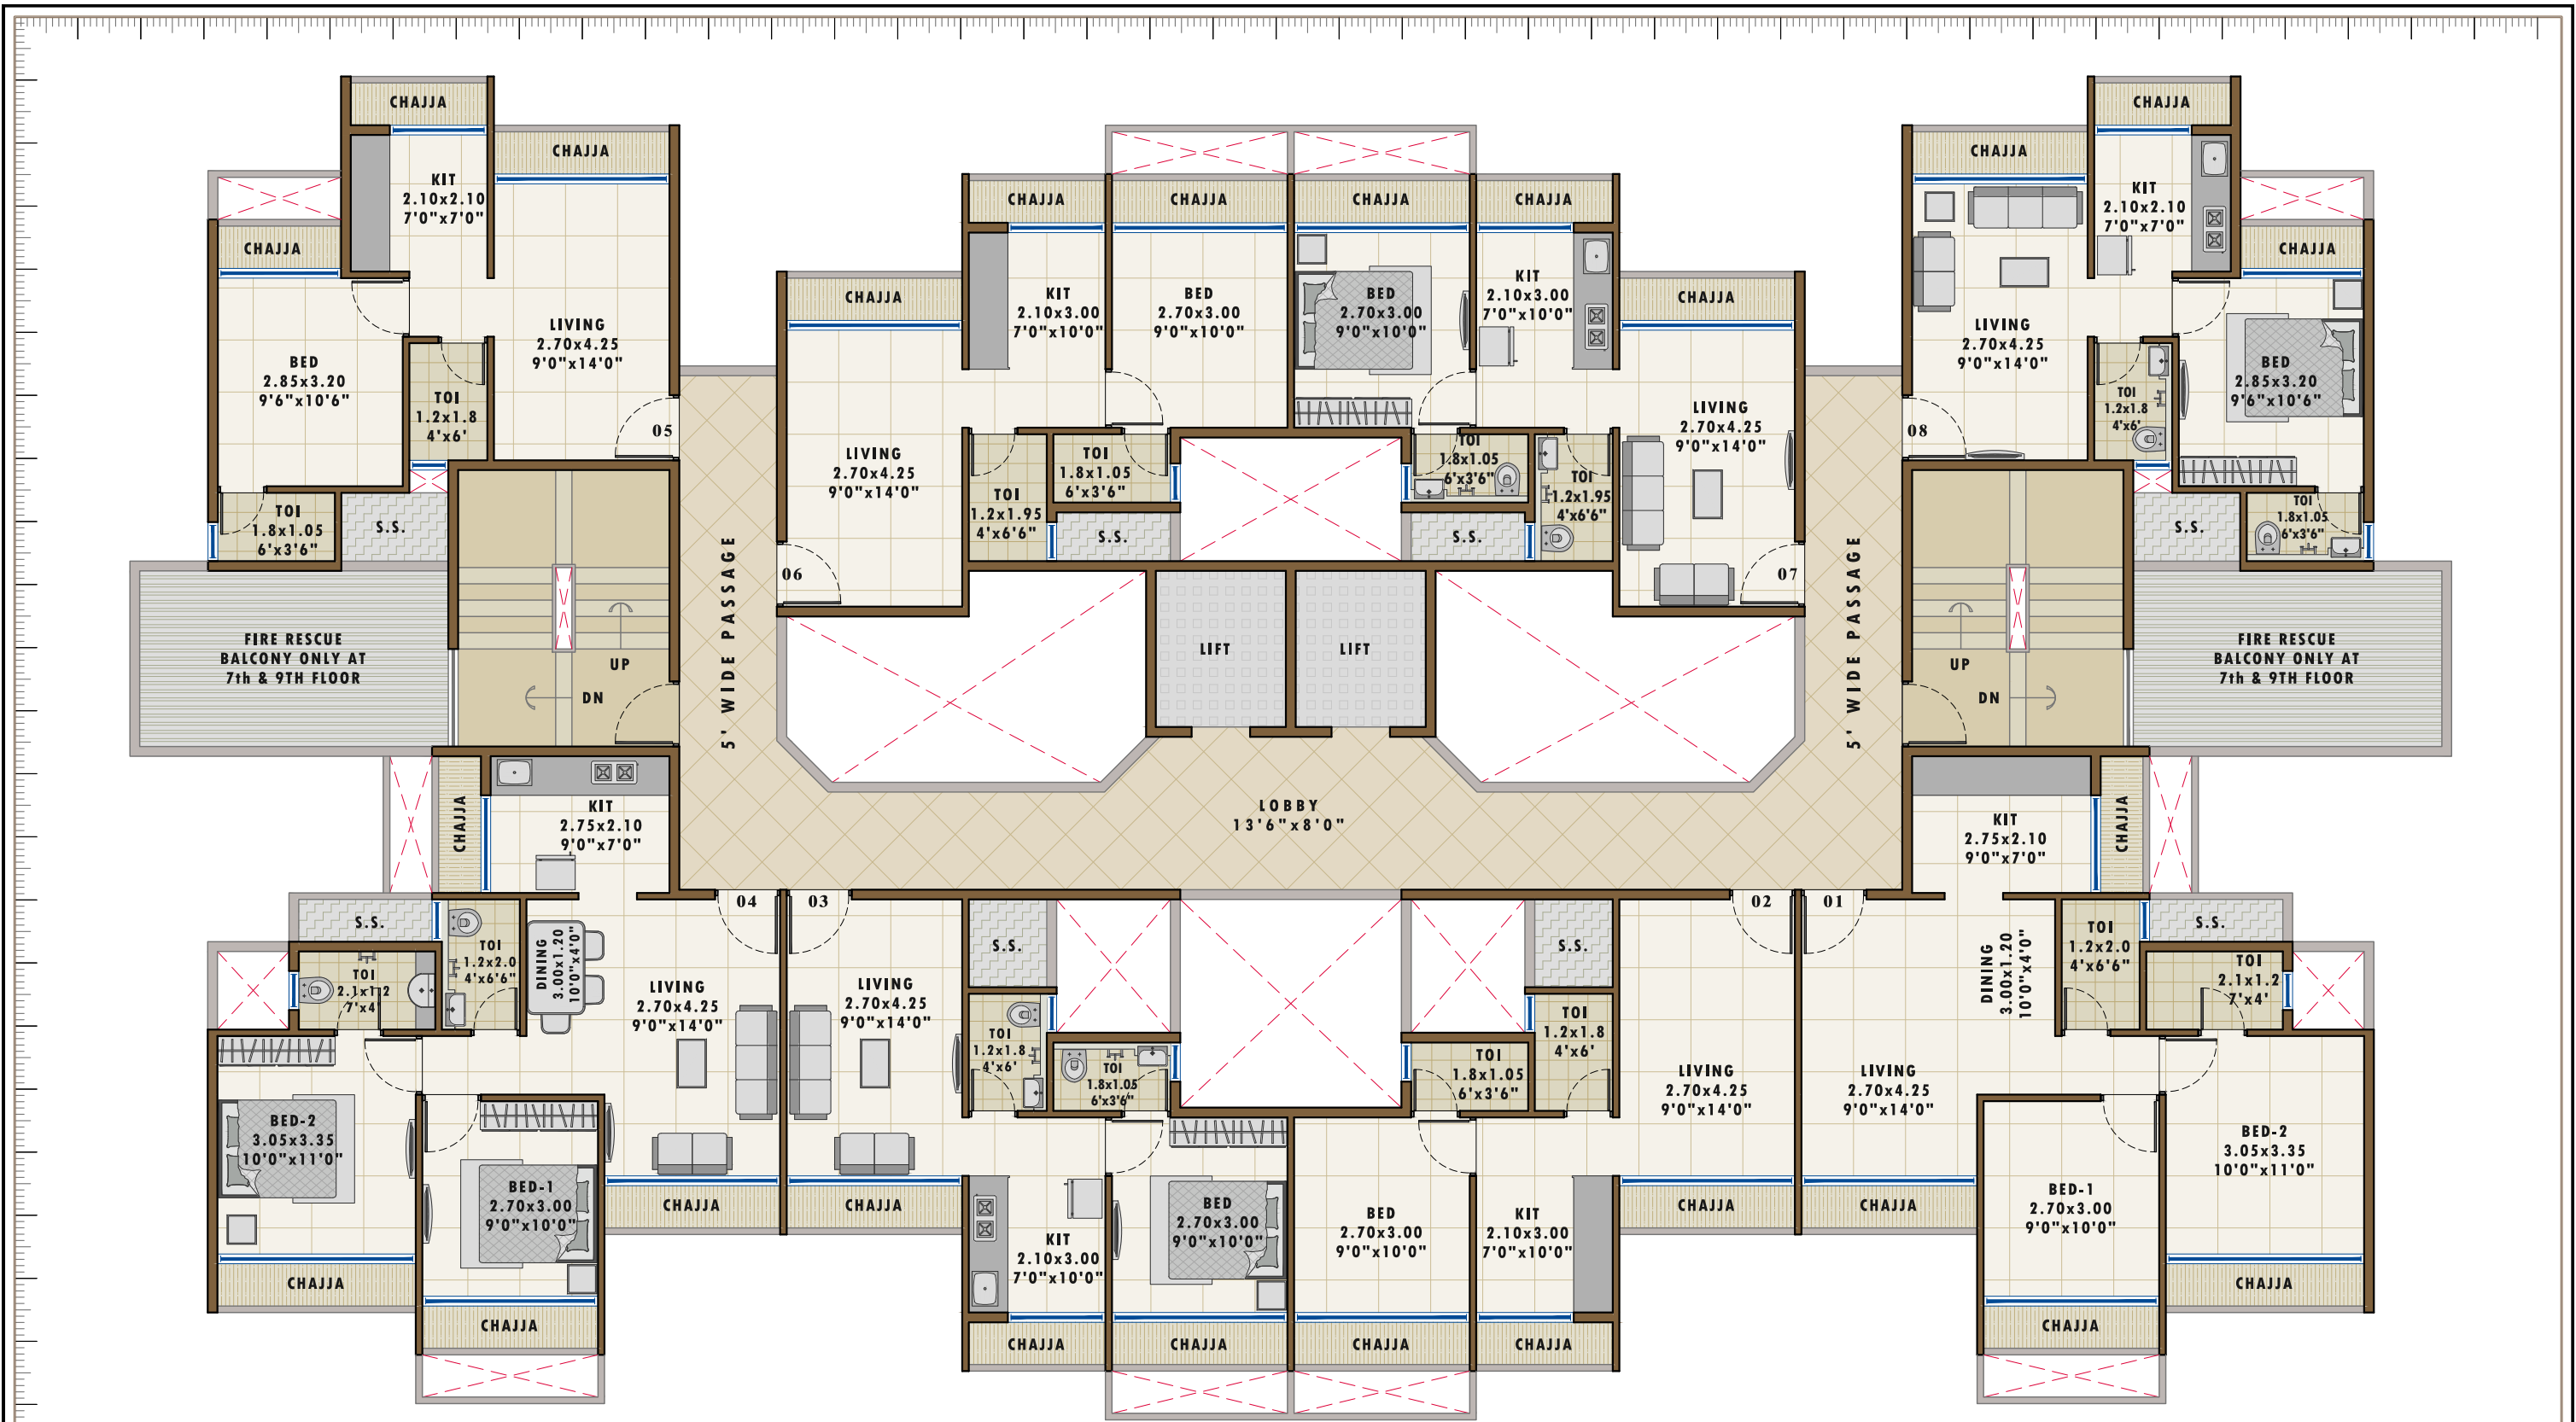 CHAJJA
KIT
2.10x2.10
7'0"x7'0"
CHAJJA
CHAJJA
LIVING
2.70x4.25
9'0"x14'0"
BED
2.85x3.20
9'6"x10'6"
TOI
1.2x1.8
4'x6'
05
TOI
1.8x1.05
6'x3'6"
S.S.
FIRE RESCUE
BALCONY ONLY AT
7th & 9TH FLOOR
UP
DN
5' WIDE PASSAGE
CHAJJA
CHAJJA
CHAJJA
KIT
2.10x3.00
7'0"x10'0"
BED
2.70x3.00
9'0"x10'0"
LIVING
2.70x4.25
9'0"x14'0"
TOI
1.2x1.95
4'x6'6"
TOI
1.8x1.05
6'x3'6"
S.S.
06
CHAJJA
CHAJJA
CHAJJA
BED
2.70x3.00
9'0"x10'0"
KIT
2.10x3.00
7'0"x10'0"
LIVING
2.70x4.25
9'0"x14'0"
TOI
1.8x1.05
6'x3'6"
TOI
1.2x1.95
4'x6'6"
S.S.
07
LIFT
LIFT
5' WIDE PASSAGE
CHAJJA
CHAJJA
CHAJJA
KIT
2.10x2.10
7'0"x7'0"
LIVING
2.70x4.25
9'0"x14'0"
BED
2.85x3.20
9'6"x10'6"
TOI
1.2x1.8
4'x6'
08
S.S.
TOI
1.8x1.05
6'x3'6"
UP
DN
FIRE RESCUE
BALCONY ONLY AT
7th & 9TH FLOOR
LOBBY
13'6"x8'0"
CHAJJA
KIT
2.75x2.10
9'0"x7'0"
S.S.
TOI
2.1x1.2
7'x4'
TOI
1.2x2.0
4'x6'6"
DINING
3.00x1.20
10'0"x4'0"
04
LIVING
2.70x4.25
9'0"x14'0"
BED-2
3.05x3.35
10'0"x11'0"
BED-1
2.70x3.00
9'0"x10'0"
CHAJJA
CHAJJA
CHAJJA
03
LIVING
2.70x4.25
9'0"x14'0"
S.S.
TOI
1.2x1.8
4'x6'
TOI
1.8x1.05
6'x3'6"
CHAJJA
KIT
2.10x3.00
7'0"x10'0"
BED
2.70x3.00
9'0"x10'0"
CHAJJA
CHAJJA
02
S.S.
TOI
1.2x1.8
4'x6'
TOI
1.8x1.05
6'x3'6"
LIVING
2.70x4.25
9'0"x14'0"
BED
2.70x3.00
9'0"x10'0"
KIT
2.10x3.00
7'0"x10'0"
CHAJJA
CHAJJA
CHAJJA
01
KIT
2.75x2.10
9'0"x7'0"
CHAJJA
DINING
3.00x1.20
10'0"x4'0"
TOI
1.2x2.0
4'x6'6"
S.S.
TOI
2.1x1.2
7'x4'
LIVING
2.70x4.25
9'0"x14'0"
BED-2
3.05x3.35
10'0"x11'0"
BED-1
2.70x3.00
9'0"x10'0"
CHAJJA
CHAJJA
CHAJJA